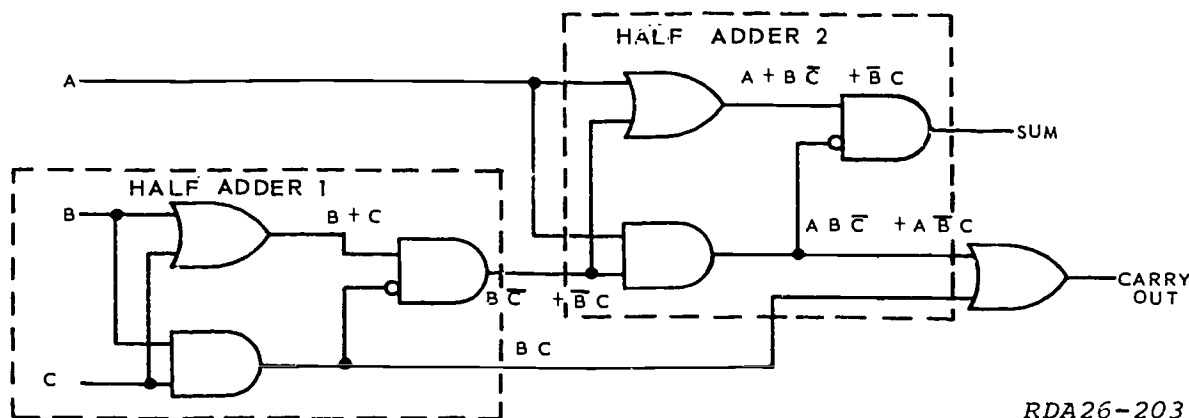 HALF ADDER 2
A
A + B C̅ + B̅ C
SUM
HALF ADDER 1
B
B + C
A B C̅ + A B̅ C
CARRY
OUT
B C̅ + B̅ C
B C
C
RDA26-203